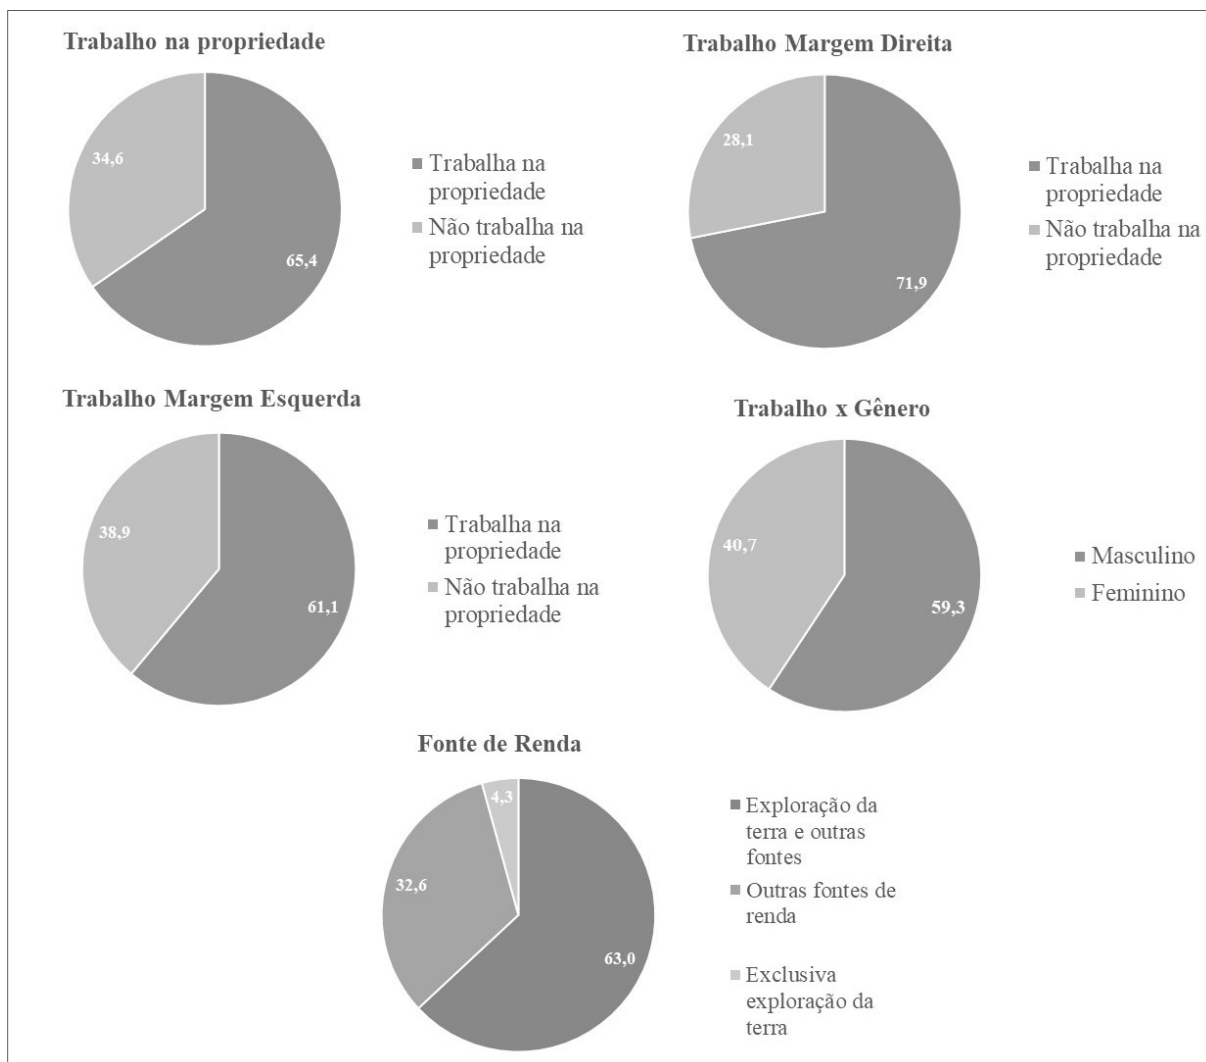 Trabalho na propriedade
34,6
65,4
Trabalha na
propriedade
Não trabalha na
propriedade
Trabalho Margem Direita
28,1
71,9
Trabalha na
propriedade
Não trabalha na
propriedade
Trabalho Margem Esquerda
38,9
61,1
Trabalha na
propriedade
Não trabalha na
propriedade
Trabalho x Gênero
40,7
59,3
Masculino
Feminino
Fonte de Renda
4,3
32,6
63,0
Exploração da
terra e outras
fontes
Outras fontes de
renda
Exclusiva
exploração da
terra